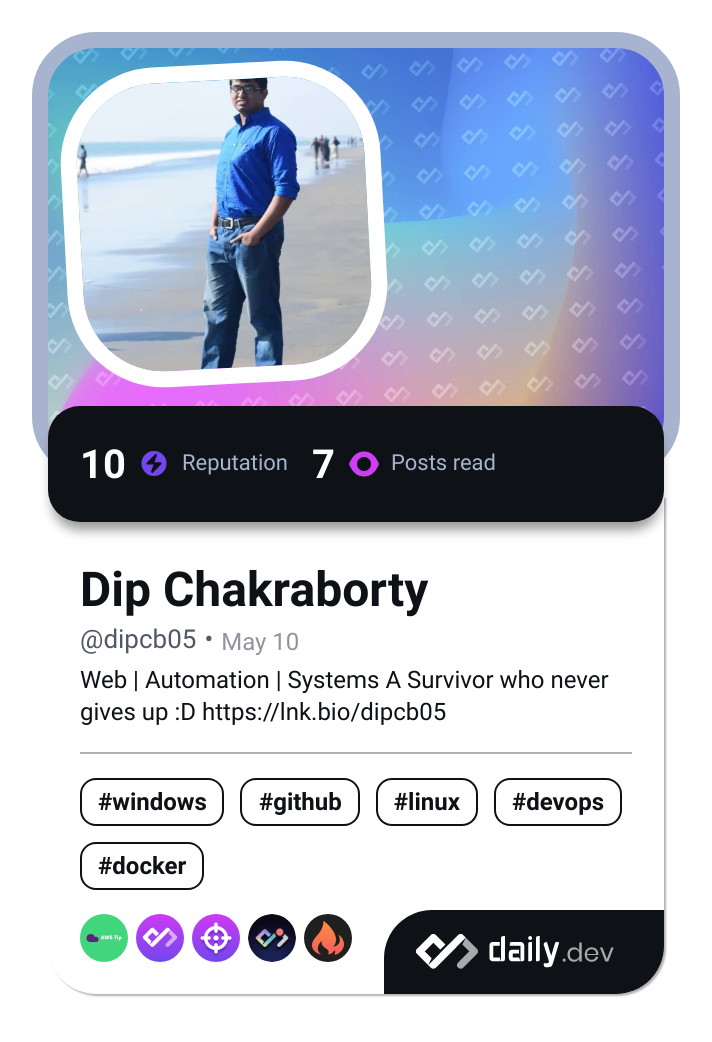 10 Reputation 7 Posts read
Dip Chakraborty
@dipcb05 • May 10
Web | Automation | Systems A Survivor who never
gives up :D https://lnk.bio/dipcb05
#windows #github #linux #devops
#docker
AWS Tip
daily.dev